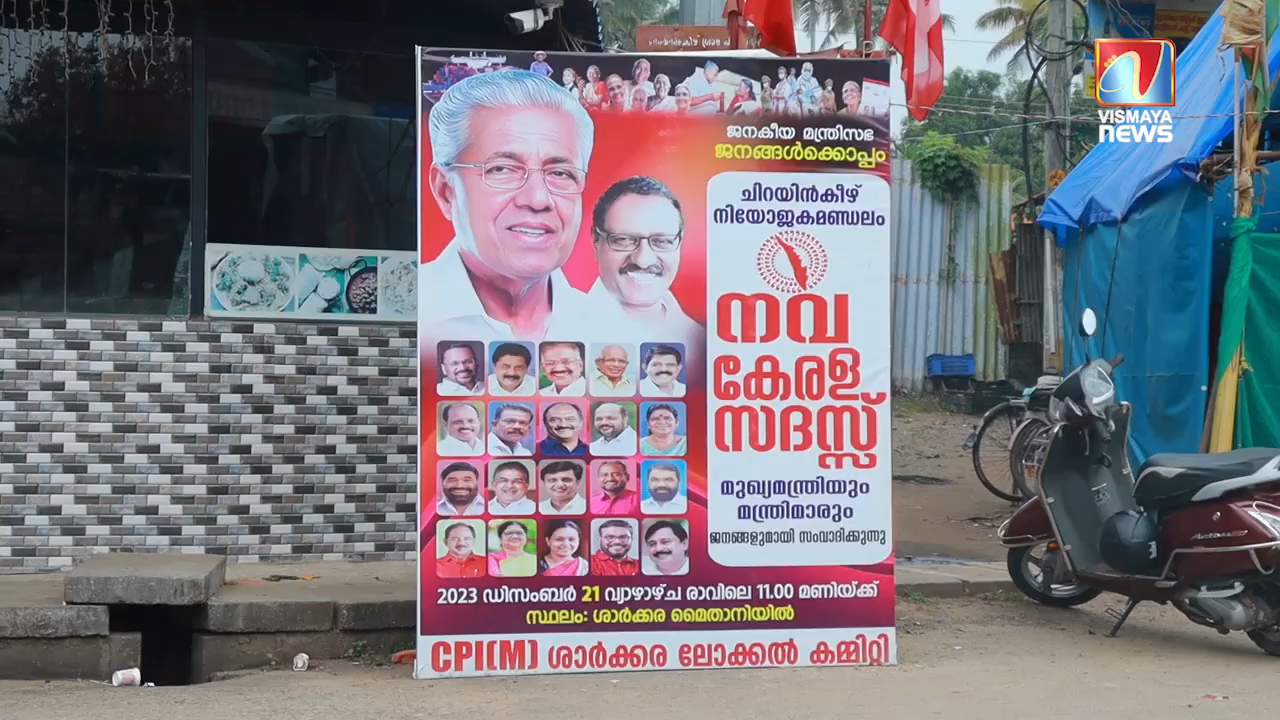 VISMAYA
NEWS
ജനകീയ മന്ത്രിസഭ
ജനങ്ങൾക്കൊപ്പം
ചിറയിൻകീഴ്
നിയോജകമണ്ഡലം
നവ
കേരള
സദസ്സ്
മുഖ്യമന്ത്രിയും
മന്ത്രിമാരും
ജനങ്ങളുമായി സംവാദിക്കുന്നു
2023 ഡിസംബർ 21 വ്യാഴാഴ്ച രാവിലെ 11.00 മണിയ്ക്ക്
സ്ഥലം: ശാർക്കര മൈതാനിയിൽ
CPI(M) ശാർക്കര ലോക്കൽ കമ്മിറ്റി